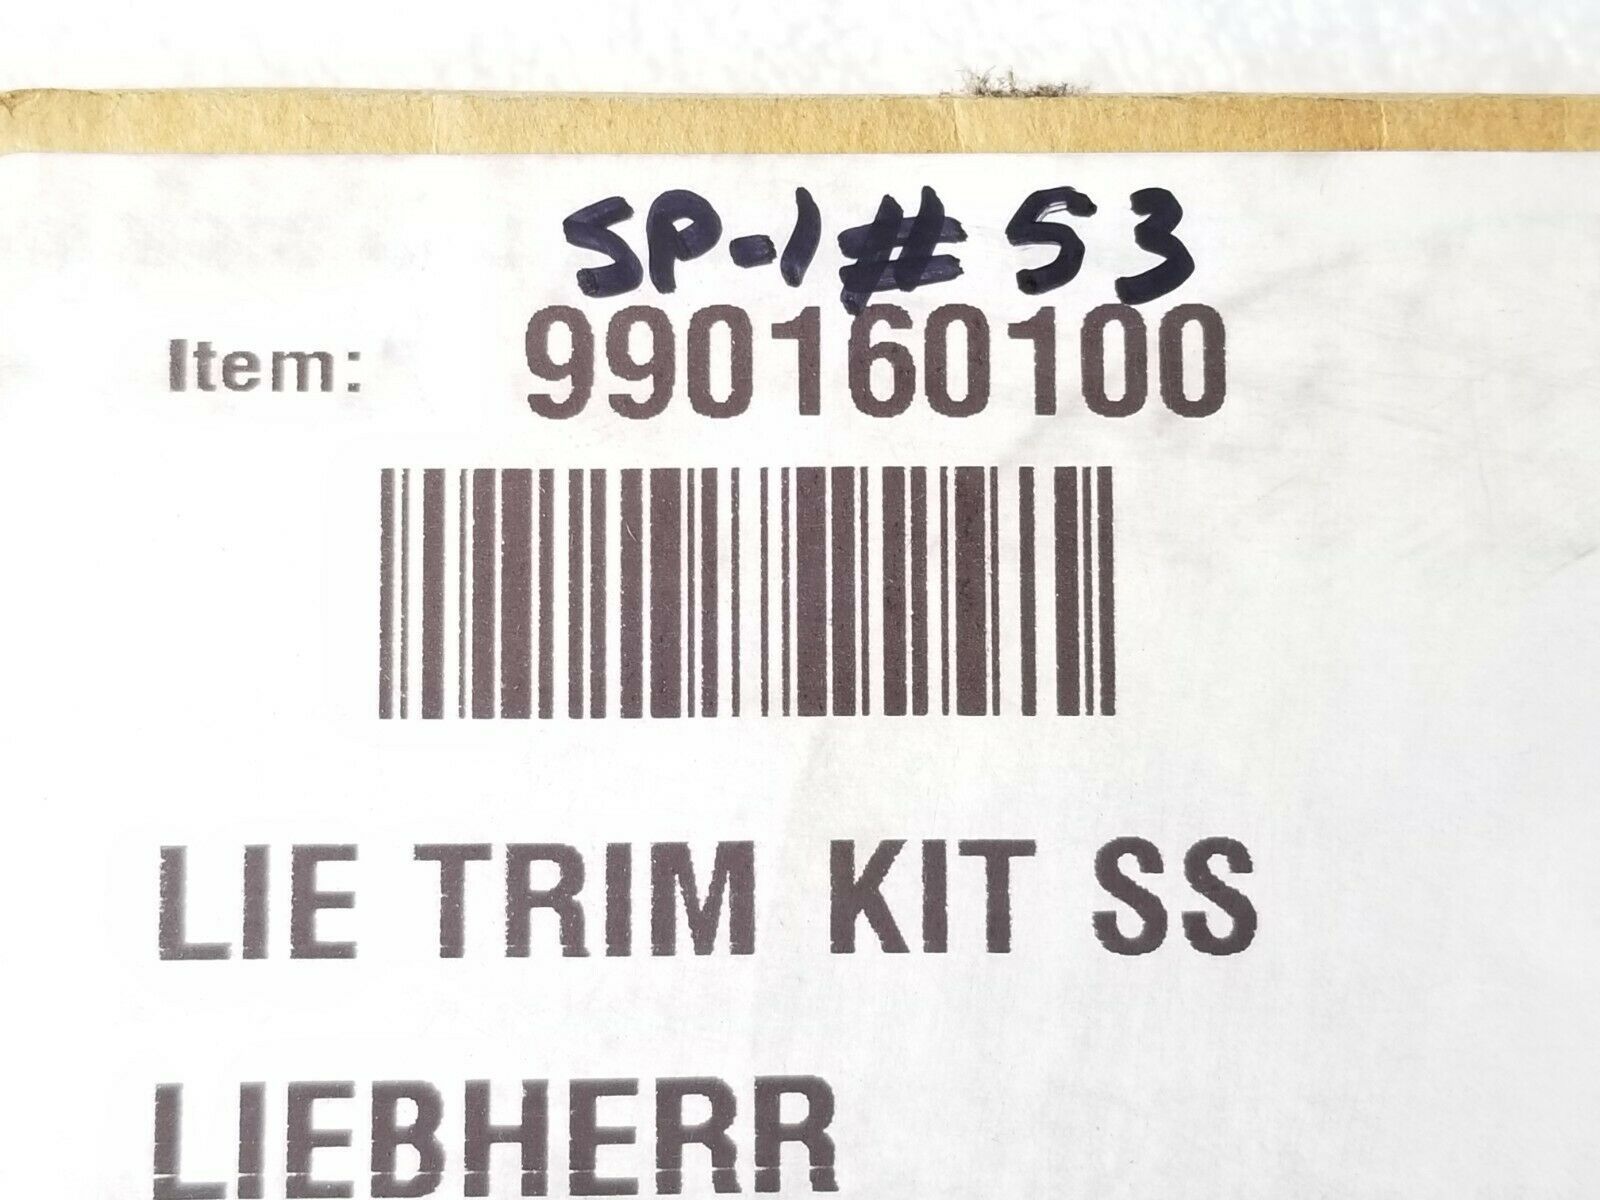 SP-1 # 53
Item: 990160100
LIE TRIM KIT SS
LIEBHERR